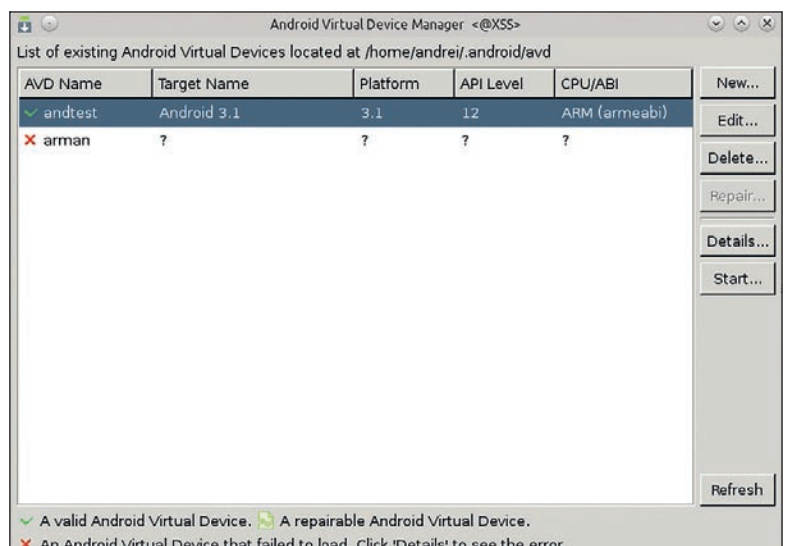 Android Virtual Device Manager <@XSS>
List of existing Android Virtual Devices located at /home/andrei/.android/avd
AVD Name Target Name Platform API Level CPU/ABI New...
andtest Android 3.1 3.1 12 ARM (armeabi) Edit...
arman ? ? ? ?
Delete...
Repair...
Details...
Start...
Refresh
A valid Android Virtual Device. A repairable Android Virtual Device.
An Android Virtual Device that failed to load. Click 'Details' to see the error.